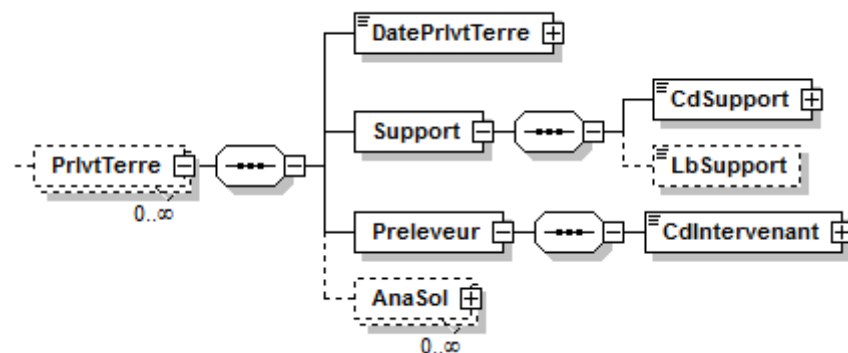 DatePrlvtTerre
CdSupport
Support
LbSupport
PrlvtTerre
0..∞
Preleveur
CdIntervenant
AnaSol
0..∞